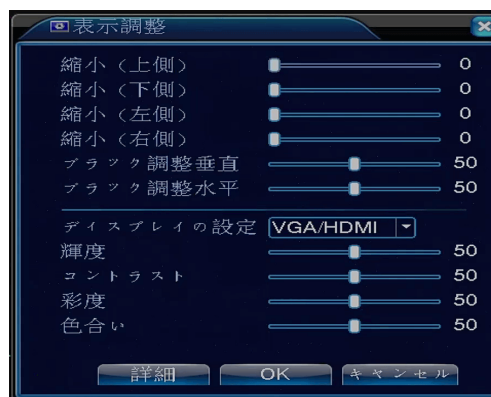 表示調整
縮小（上側） 0
縮小（下側） 0
縮小（左側） 0
縮小（右側） 0
ブラック調整垂直 50
ブラック調整水平 50
ディスプレイの設定 VGA/HDMI
輝度 50
コントラスト 50
彩度 50
色合い 50
詳細 OK キャンセル